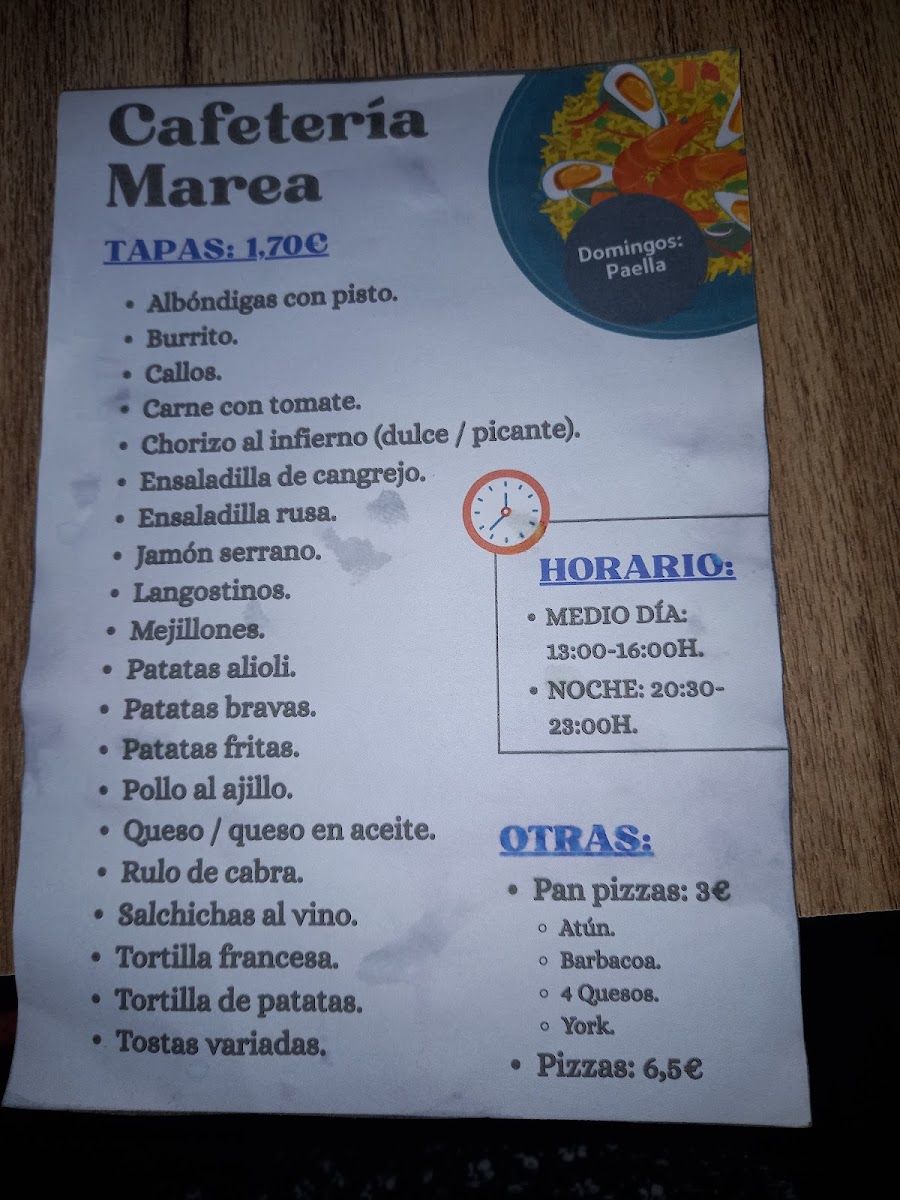 Cafetería
Marea
Domingos:
Paella
TAPAS: 1,70€
• Albóndigas con pisto.
• Burrito.
• Callos.
• Carne con tomate.
• Chorizo al infierno (dulce / picante).
• Ensaladilla de cangrejo.
• Ensaladilla rusa.
• Jamón serrano.
• Langostinos.
• Mejillones.
• Patatas alioli.
• Patatas bravas.
• Patatas fritas.
• Pollo al ajillo.
• Queso / queso en aceite.
• Rulo de cabra.
• Salchichas al vino.
• Tortilla francesa.
• Tortilla de patatas.
• Tostas variadas.
HORARIO:
• MEDIO DÍA:
13:00-16:00H.
• NOCHE: 20:30-
23:00H.
OTRAS:
• Pan pizzas: 3€
◦ Atún.
◦ Barbacoa.
◦ 4 Quesos.
◦ York.
• Pizzas: 6,5€